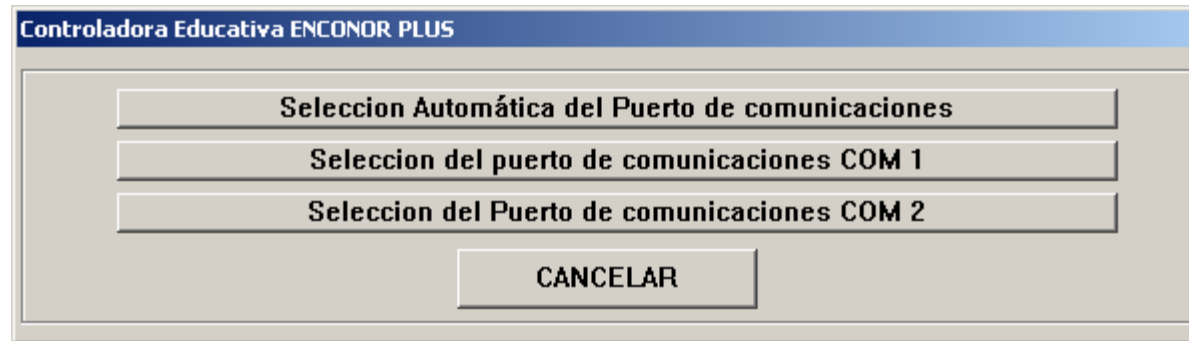 Controladora Educativa ENCONOR PLUS
Seleccion Automática del Puerto de comunicaciones
Seleccion del puerto de comunicaciones COM 1
Seleccion del Puerto de comunicaciones COM 2
CANCELAR